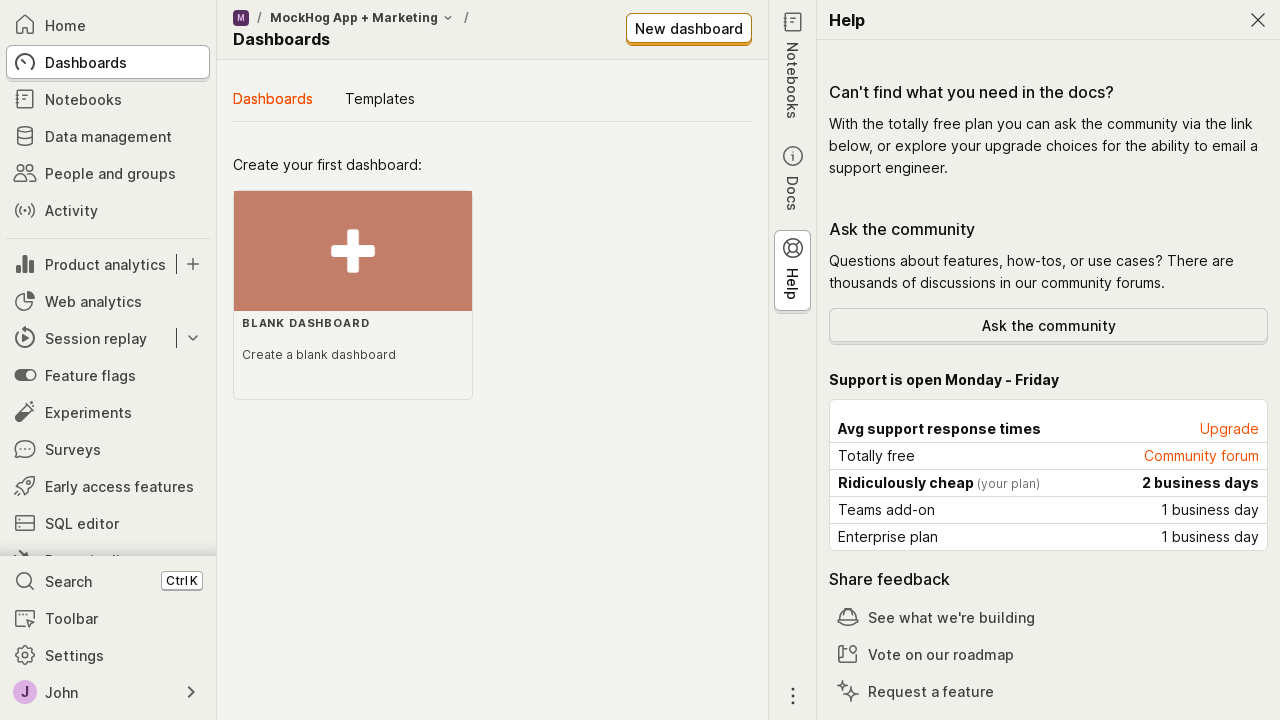 Home
Dashboards
Notebooks
Data management
People and groups
Activity
Product analytics
Web analytics
Session replay
Feature flags
Experiments
Surveys
Early access features
SQL editor
Search Ctrl K
Toolbar
Settings
J John
M / MockHog App + Marketing /
Dashboards
New dashboard
Dashboards Templates
Create your first dashboard:
BLANK DASHBOARD
Create a blank dashboard
Notebooks
Docs
Help
Help
Can't find what you need in the docs?
With the totally free plan you can ask the community via the link
below, or explore your upgrade choices for the ability to email a
support engineer.
Ask the community
Questions about features, how-tos, or use cases? There are
thousands of discussions in our community forums.
Ask the community
Support is open Monday - Friday
Avg support response times Upgrade
Totally free Community forum
Ridiculously cheap (your plan) 2 business days
Teams add-on 1 business day
Enterprise plan 1 business day
Share feedback
See what we're building
Vote on our roadmap
Request a feature